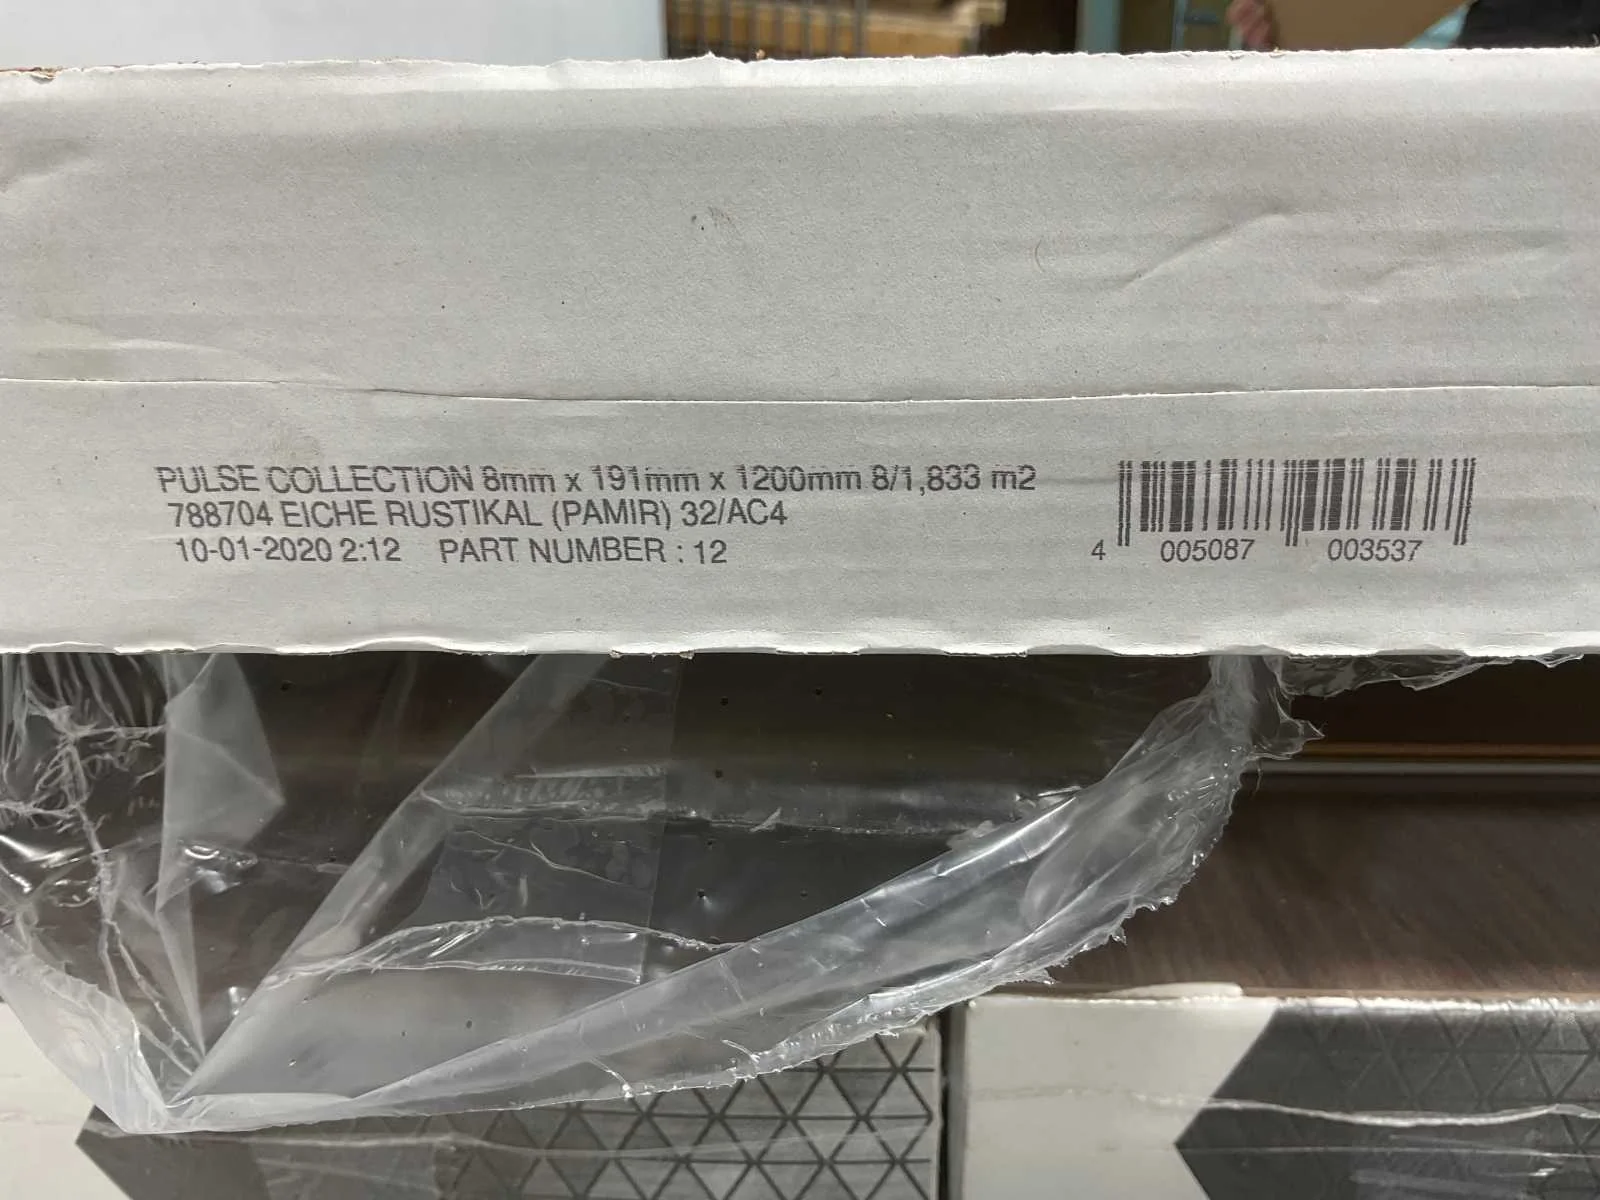 PULSE COLLECTION 8mm x 191mm x 1200mm 8/1,833 m2
788704 EICHE RUSTIKAL (PAMIR) 32/AC4
10-01-2020 2:12 PART NUMBER : 12
4 005087 003537